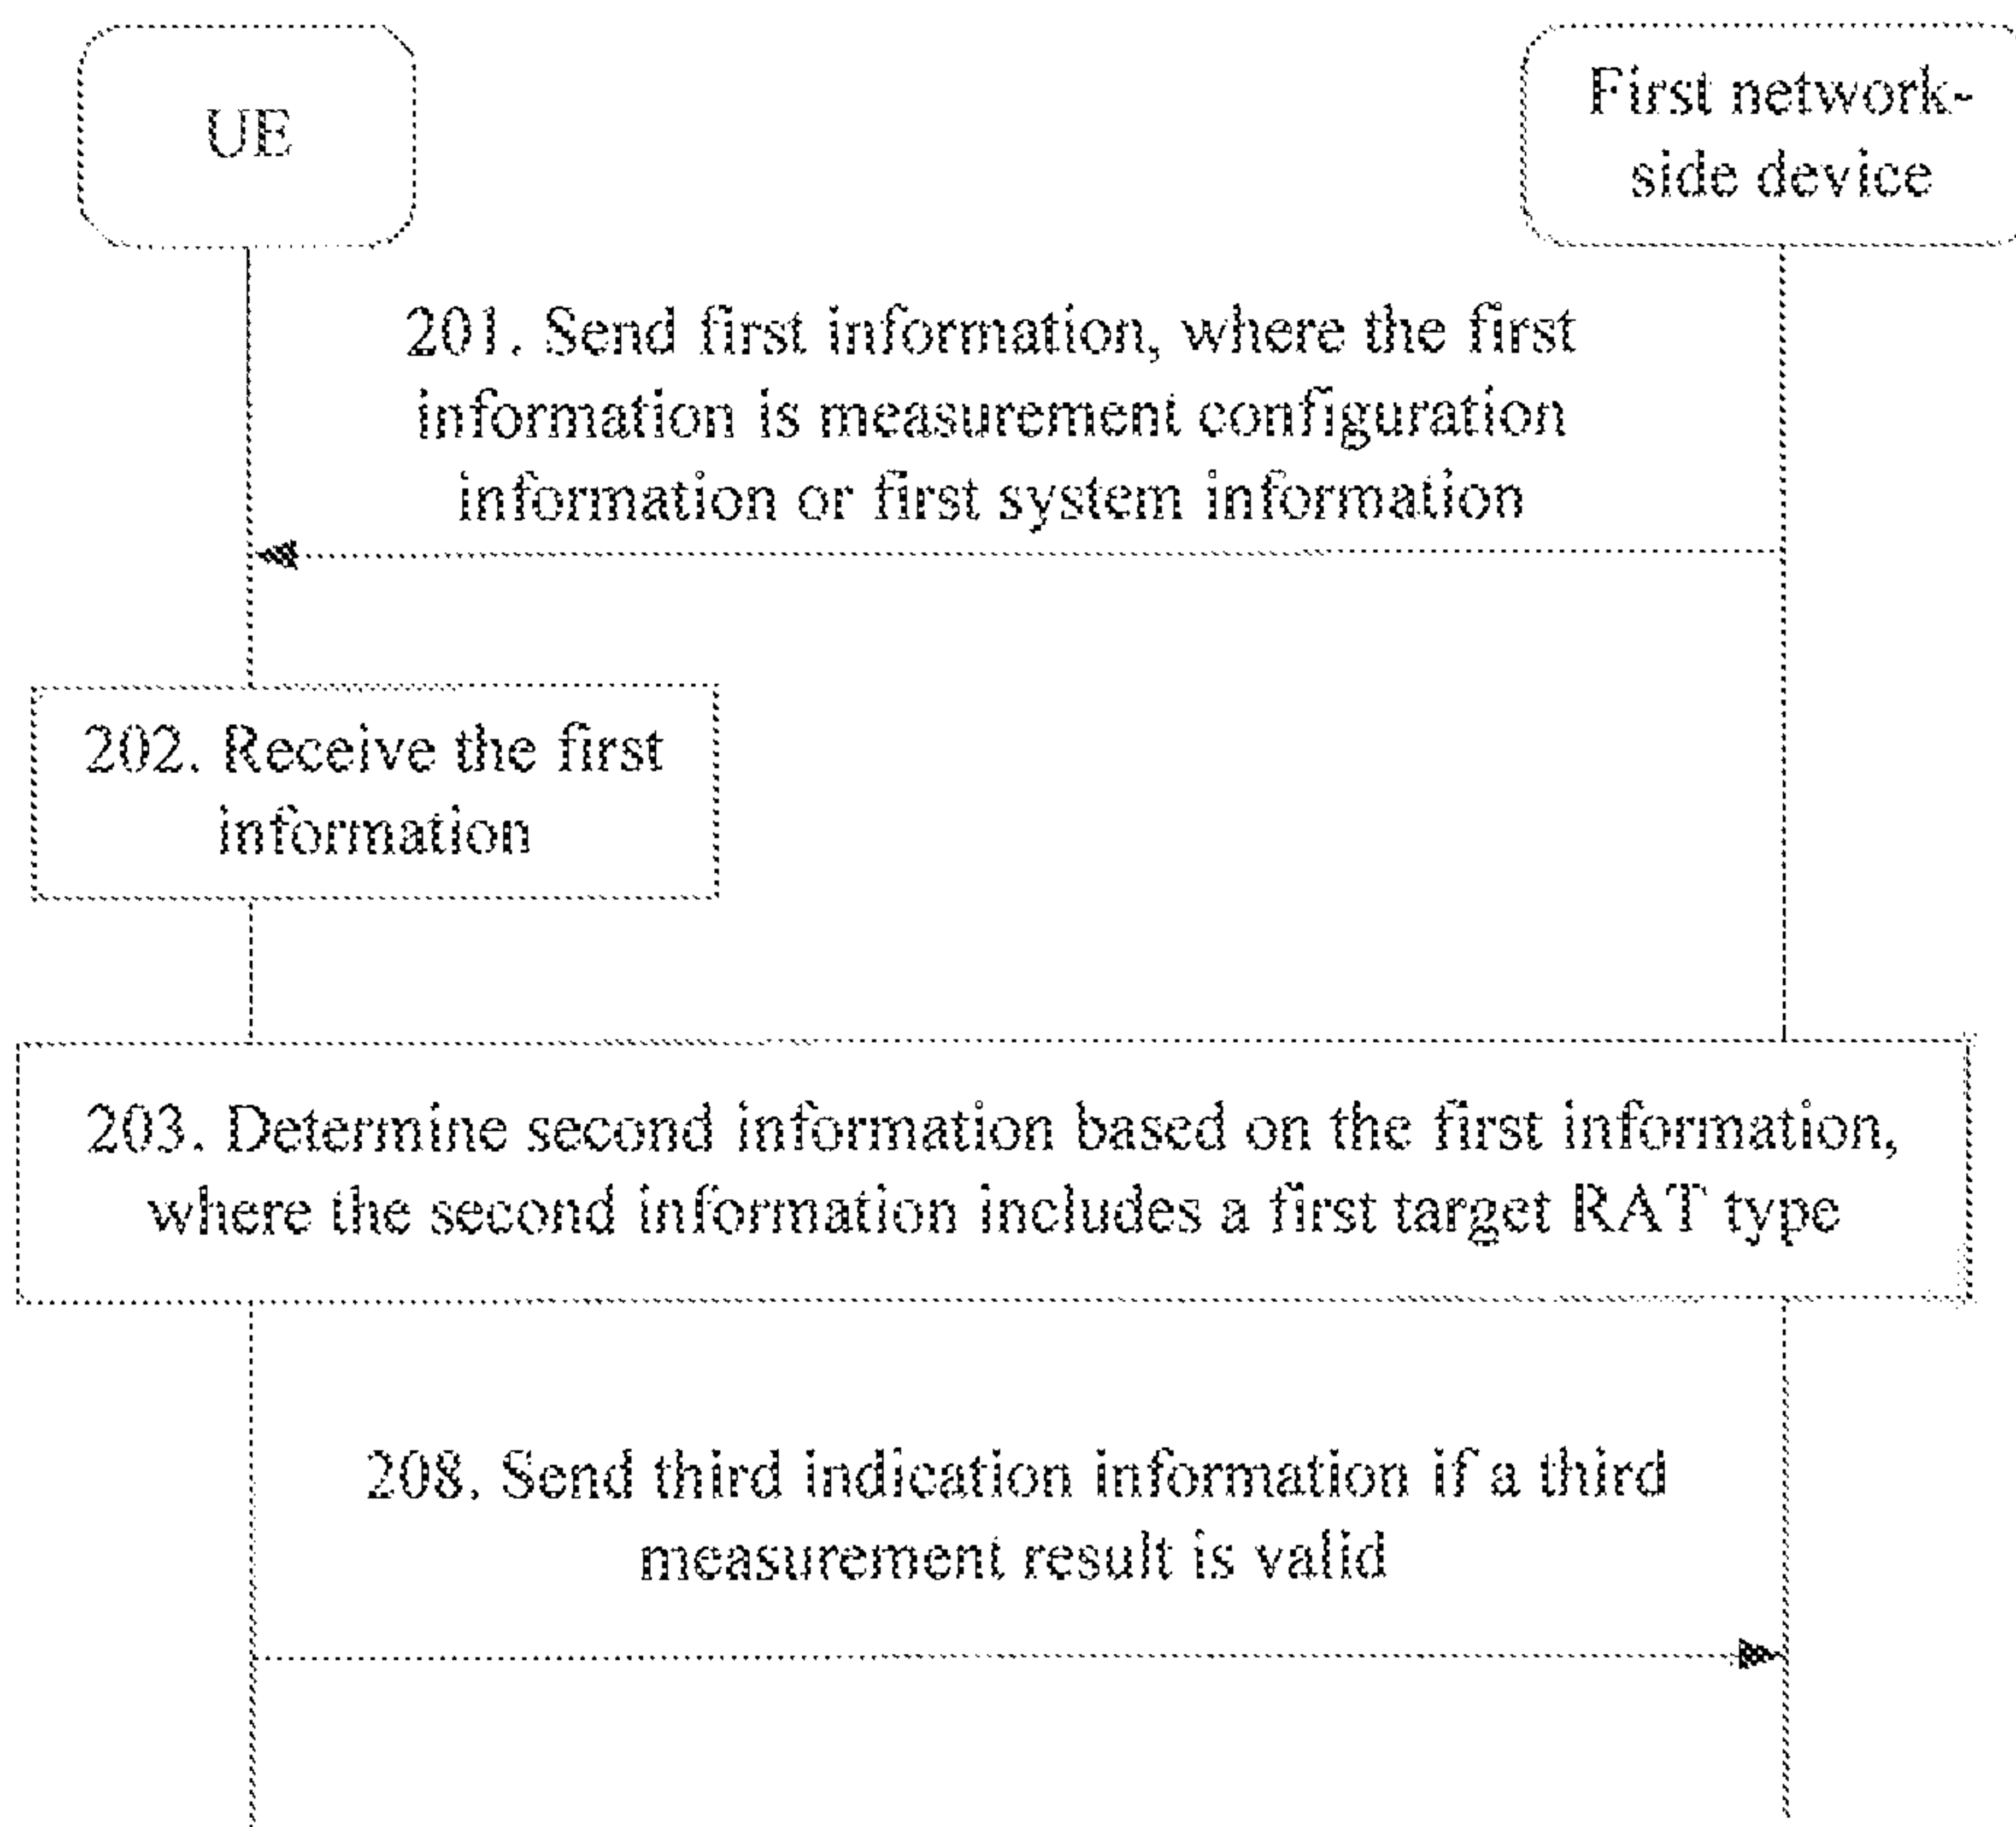 UE
First network-
side device
201. Send first information, where the first
information is measurement configuration
information or first system information
202. Receive the first
information
203. Determine second information based on the first information,
where the second information includes a first target RAT type
208. Send third indication information if a third
measurement result is valid